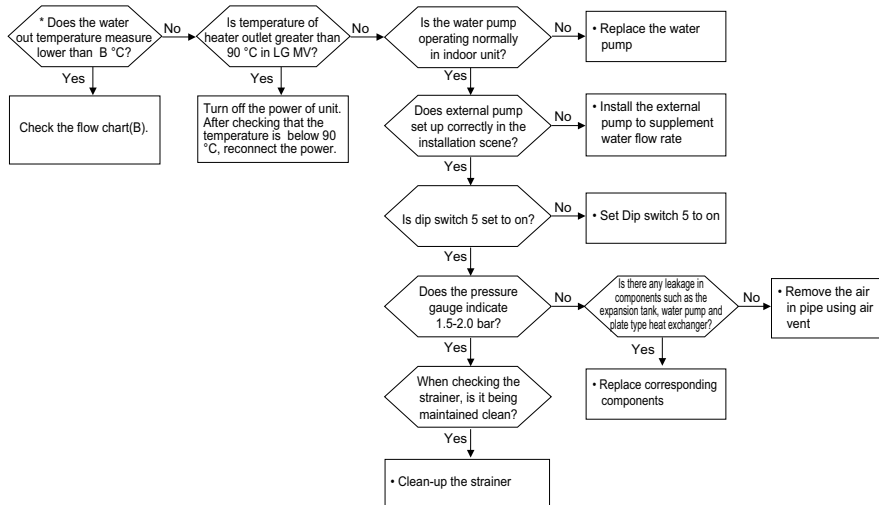 * Does the water
out temperature measure
lower than B °C?
No
Is temperature of
heater outlet greater than
90 °C in LG MV?
No
Is the water pump
operating normally
in indoor unit?
No
• Replace the water
pump
Yes
Yes
Yes
Check the flow chart(B).
Turn off the power of unit.
After checking that the
temperature is below 90
°C, reconnect the power.
Does external pump
set up correctly in the
installation scene?
No
• Install the external
pump to supplement
water flow rate
Yes
Is dip switch 5 set to on?
No
• Set Dip switch 5 to on
Yes
Does the pressure
gauge indicate
1.5-2.0 bar?
No
Is there any leakage in
components such as the
expansion tank, water pump and
plate type heat exchanger?
No
• Remove the air
in pipe using air
vent
Yes
Yes
When checking the
strainer, is it being
maintained clean?
• Replace corresponding
components
Yes
• Clean-up the strainer